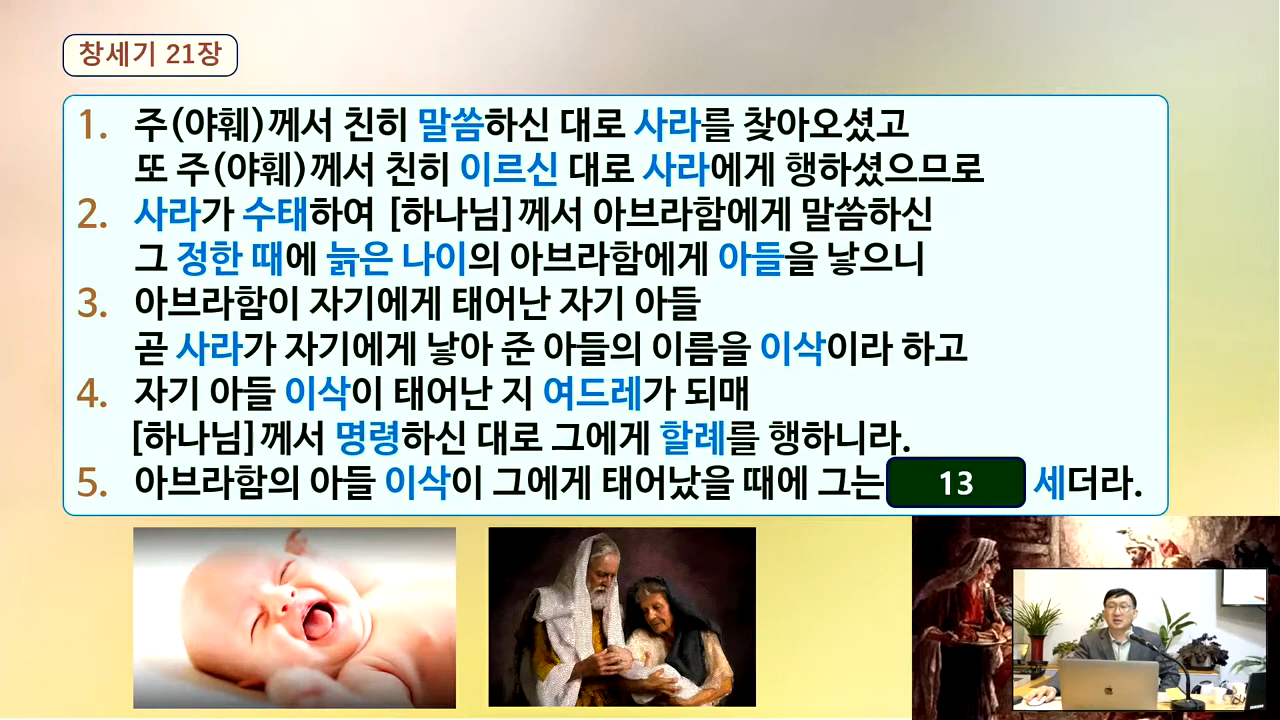 창세기 21장
1. 주(야훼)께서 친히 말씀하신 대로 사라를 찾아오셨고
또 주(야훼)께서 친히 이르신 대로 사라에게 행하셨으므로
2. 사라가 수태하여 [하나님]께서 아브라함에게 말씀하신
그 정한 때에 늙은 나이의 아브라함에게 아들을 낳으니
3. 아브라함이 자기에게 태어난 자기 아들
곧 사라가 자기에게 낳아 준 아들의 이름을 이삭이라 하고
4. 자기 아들 이삭이 태어난 지 여드레가 되매
[하나님]께서 명령하신 대로 그에게 할례를 행하니라.
5. 아브라함의 아들 이삭이 그에게 태어났을 때에 그는 13 세더라.